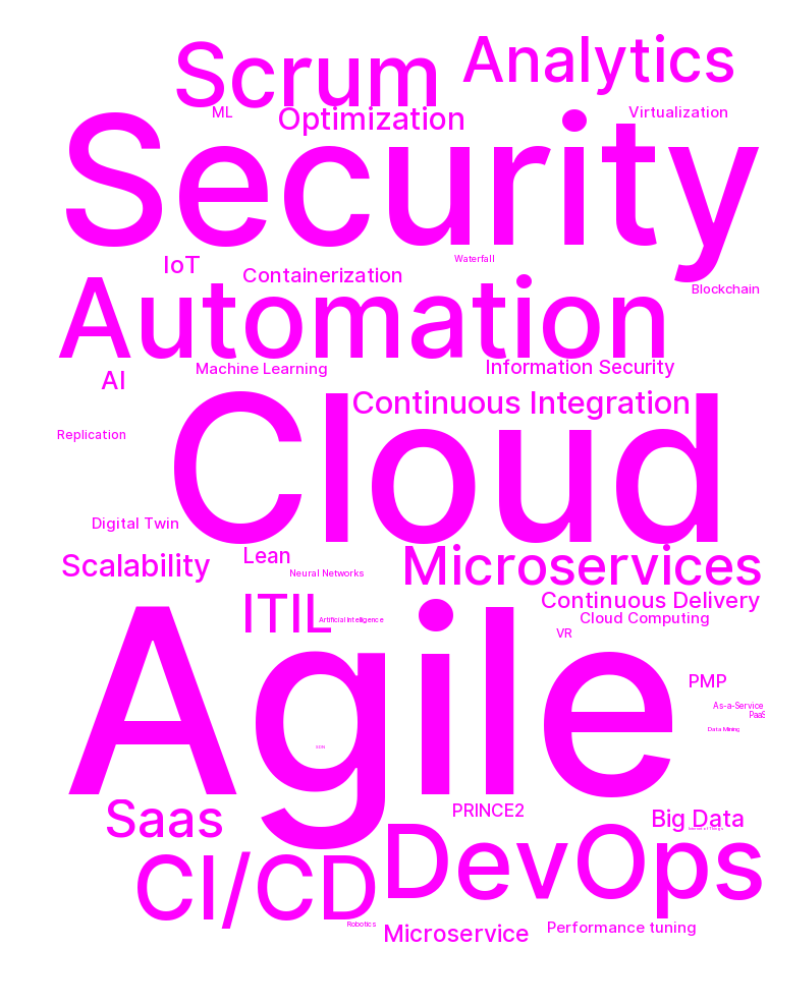 Scrum
Analytics
ML
Optimization
Virtualization
Security
IoT
Waterfall
Containerization
Blockchain
Automation
Machine Learning
Information Security
AI
Continuous Integration
Cloud
Replication
Digital Twin
Lean
Scalability
Neural Networks
Microservices
ITIL
Artificial Intelligence
Continuous Delivery
Cloud Computing
VR
Agile
PMP
As-a-Service
PaaS
Data Mining
Saas
PRINCE2
Big Data
DevOps
CI/CD
Robotics
Microservice
Performance tuning